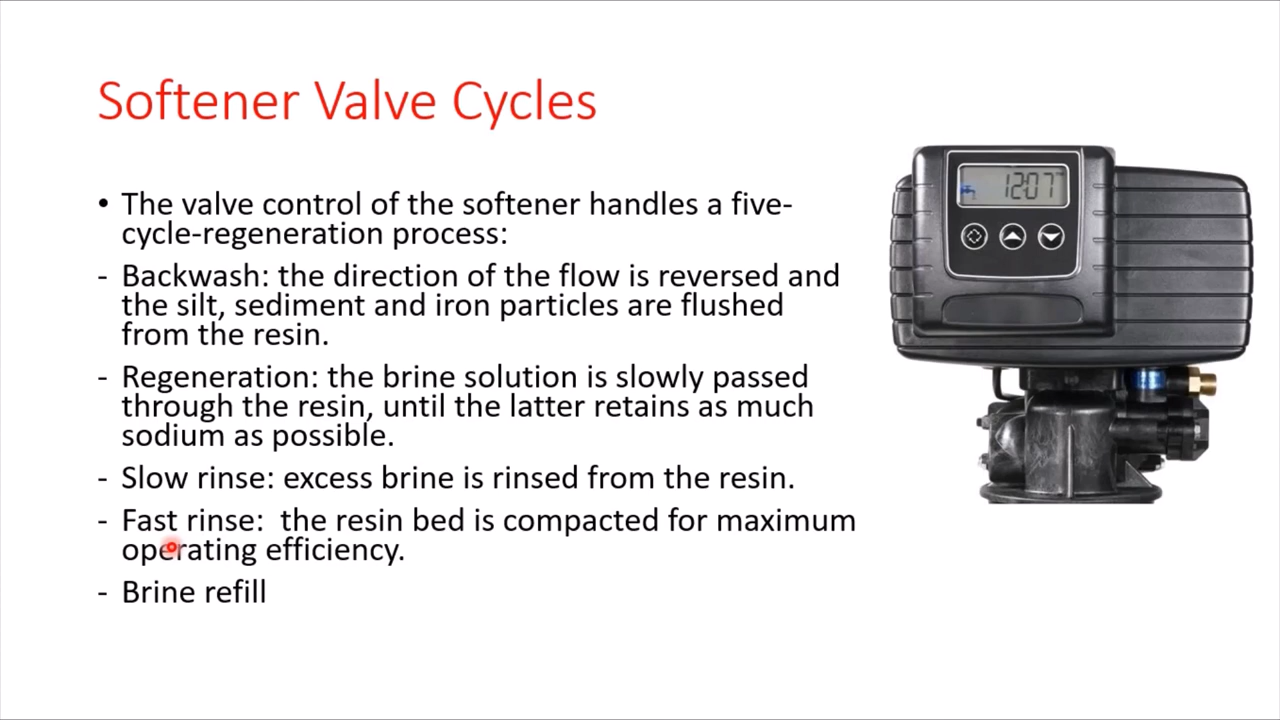 Softener Valve Cycles
• The valve control of the softener handles a five-
cycle-regeneration process:
- Backwash: the direction of the flow is reversed and
the silt, sediment and iron particles are flushed
from the resin.
- Regeneration: the brine solution is slowly passed
through the resin, until the latter retains as much
sodium as possible.
- Slow rinse: excess brine is rinsed from the resin.
- Fast rinse:  the resin bed is compacted for maximum
operating efficiency.
- Brine refill
12:07